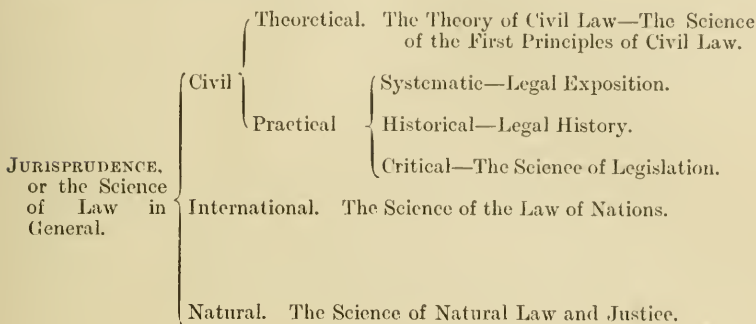 Theoretical. The Theory of Civil Law—The Science
of the First Principles of Civil Law.
Civil
Systematic—Legal Exposition.
Practical
Historical—Legal History.
Critical—The Science of Legislation.
JURISPRUDENCE,
or the Science
of Law in
General.
International. The Science of the Law of Nations.
Natural. The Science of Natural Law and Justice.